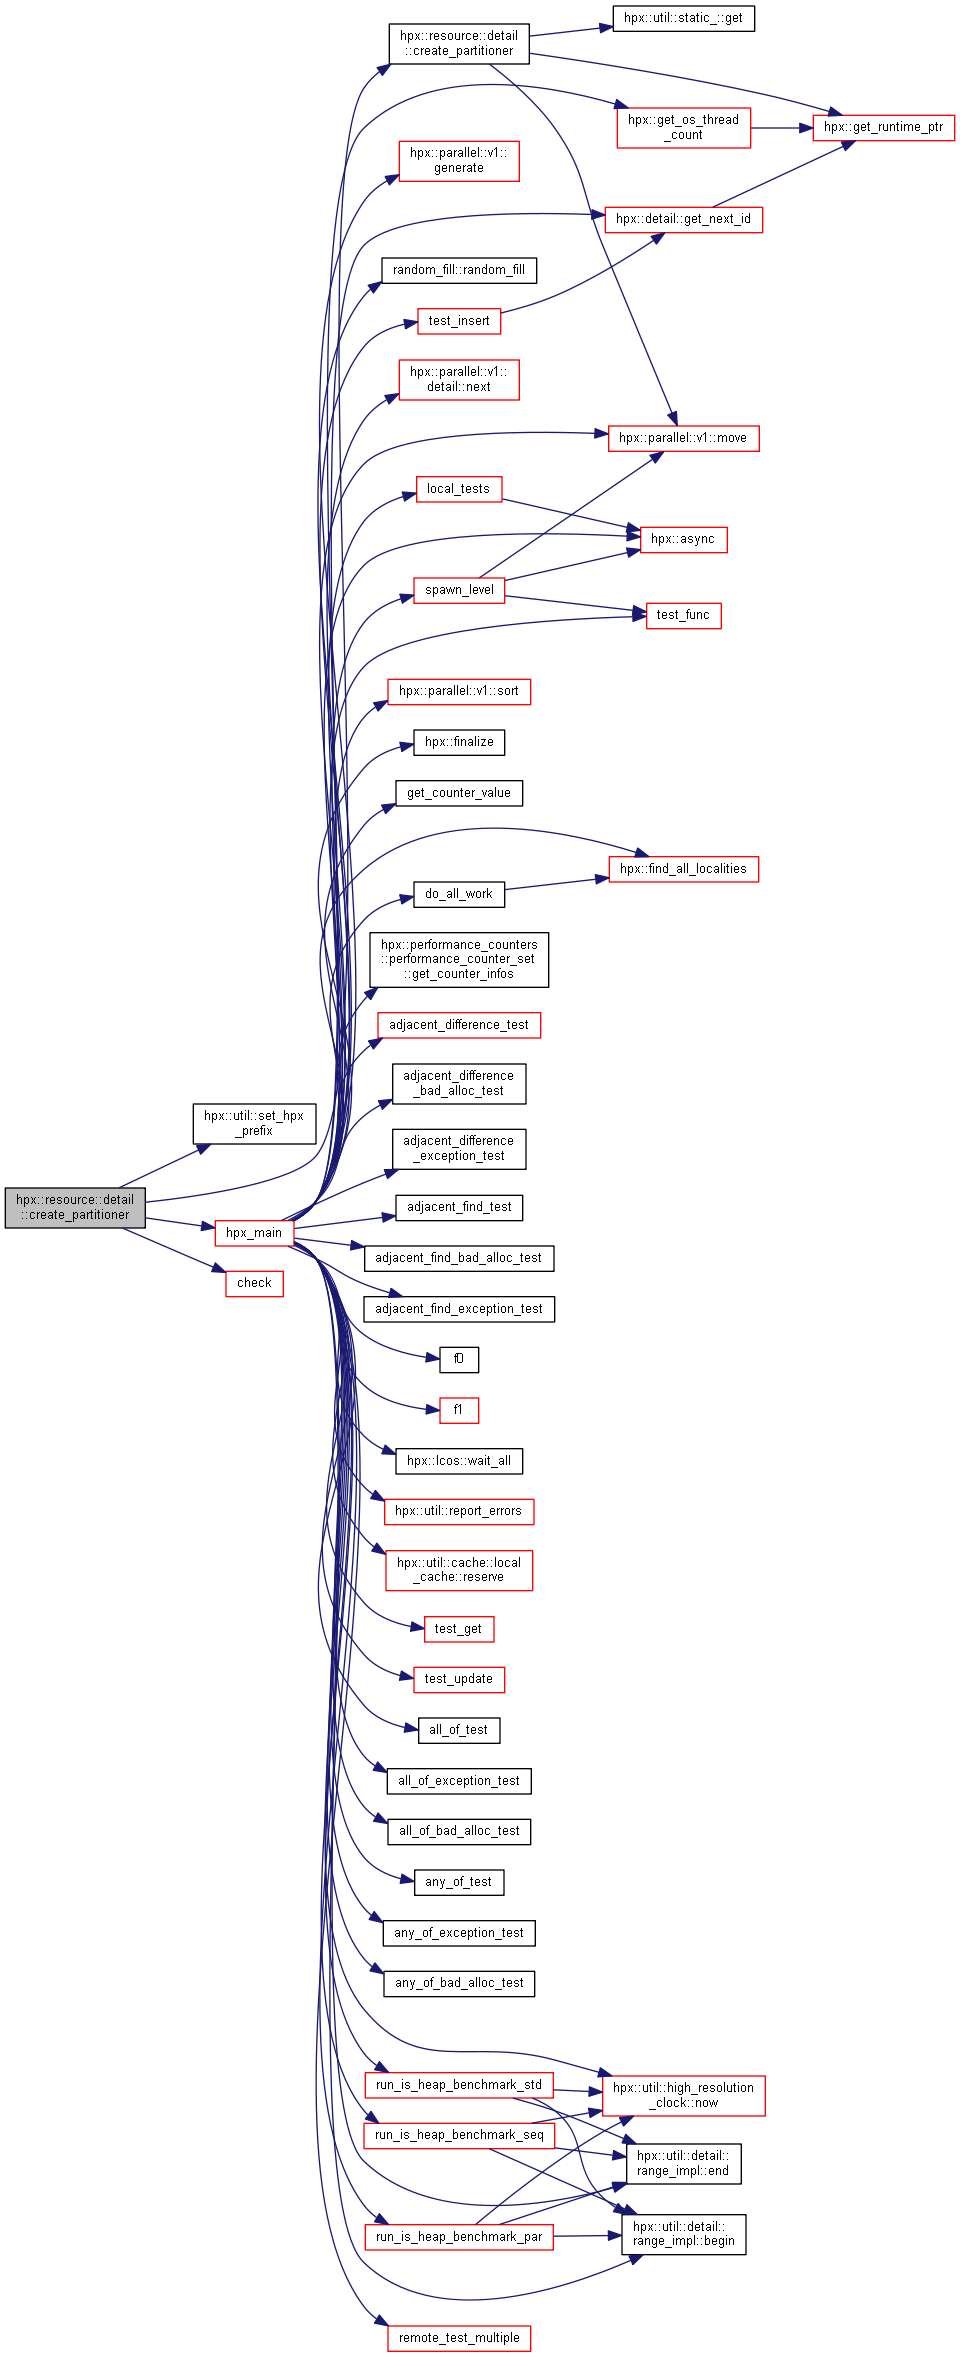 hpx::resource::detail
::create_partitioner
hpx::util::static_::get
hpx::get_os_thread
_count
hpx::get_runtime_ptr
hpx::parallel::v1::
generate
hpx::detail::get_next_id
random_fill::random_fill
test_insert
hpx::parallel::v1::
detail::next
hpx::parallel::v1::move
local_tests
hpx::async
spawn_level
test_func
hpx::parallel::v1::sort
hpx::finalize
get_counter_value
hpx::find_all_localities
do_all_work
hpx::performance_counters
::performance_counter_set
::get_counter_infos
adjacent_difference_test
adjacent_difference
_bad_alloc_test
hpx::util::set_hpx
_prefix
adjacent_difference
_exception_test
hpx::resource::detail
::create_partitioner
adjacent_find_test
hpx_main
adjacent_find_bad_alloc_test
check
adjacent_find_exception_test
f0
f1
hpx::lcos::wait_all
hpx::util::report_errors
hpx::util::cache::local
_cache::reserve
test_get
test_update
all_of_test
all_of_exception_test
all_of_bad_alloc_test
any_of_test
any_of_exception_test
any_of_bad_alloc_test
run_is_heap_benchmark_std
hpx::util::high_resolution
_clock::now
run_is_heap_benchmark_seq
hpx::util::detail::
range_impl::end
run_is_heap_benchmark_par
hpx::util::detail::
range_impl::begin
remote_test_multiple